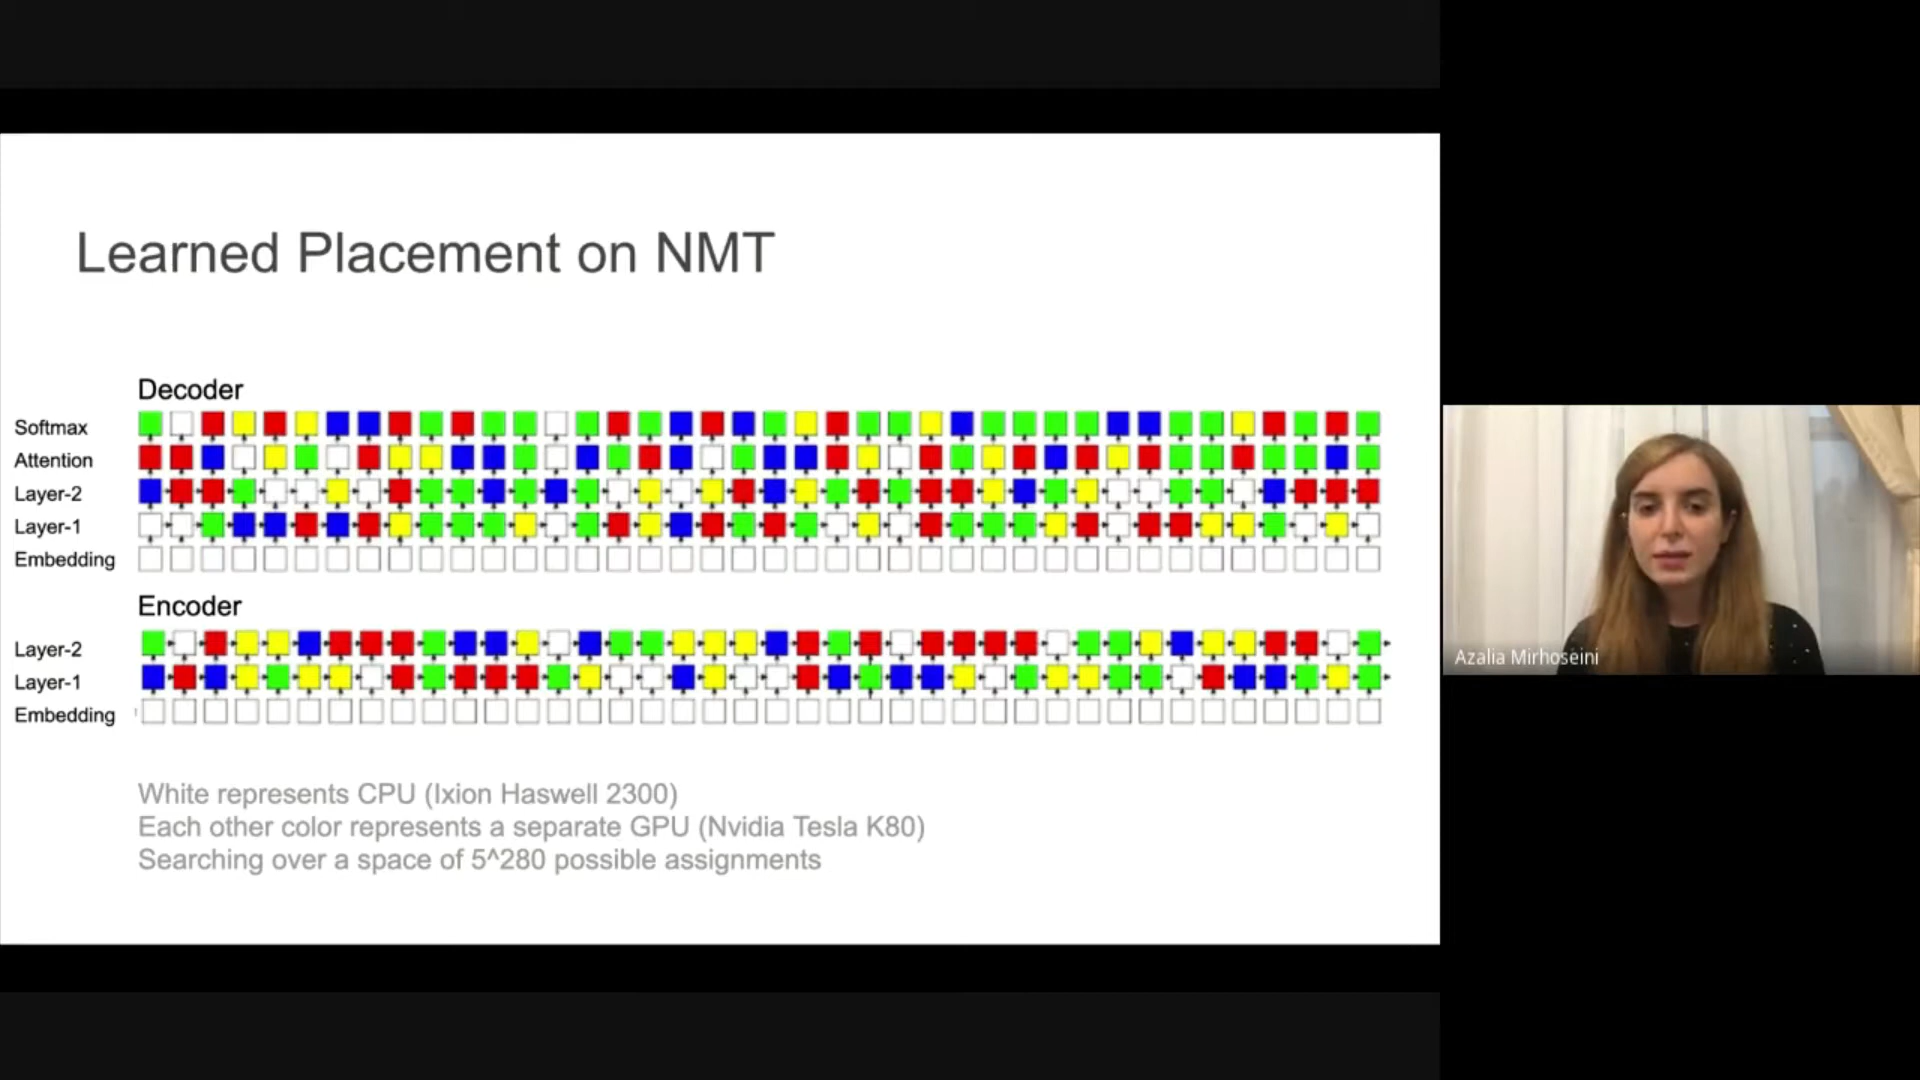 Learned Placement on NMT
Decoder
Softmax
Attention
Layer-2
Layer-1
Embedding
Encoder
Layer-2
Layer-1
Embedding
White represents CPU (Ixion Haswell 2300)
Each other color represents a separate GPU (Nvidia Tesla K80)
Searching over a space of 5^280 possible assignments
Azalia Mirhoseini